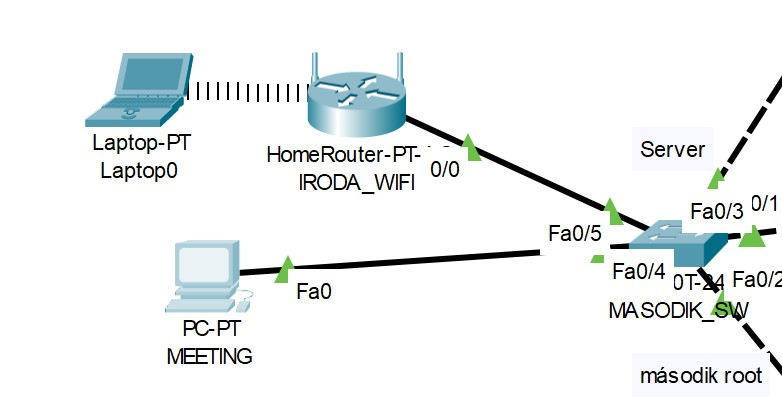 Laptop-PT
Laptop0
HomeRouter-PT-
IRODA_WIFI
0/0
Server
Fa0/3
0/1
Fa0/5
Fa0/4
Fa0/2
0T-24
MASODIK_SW
Fa0
PC-PT
MEETING
második root